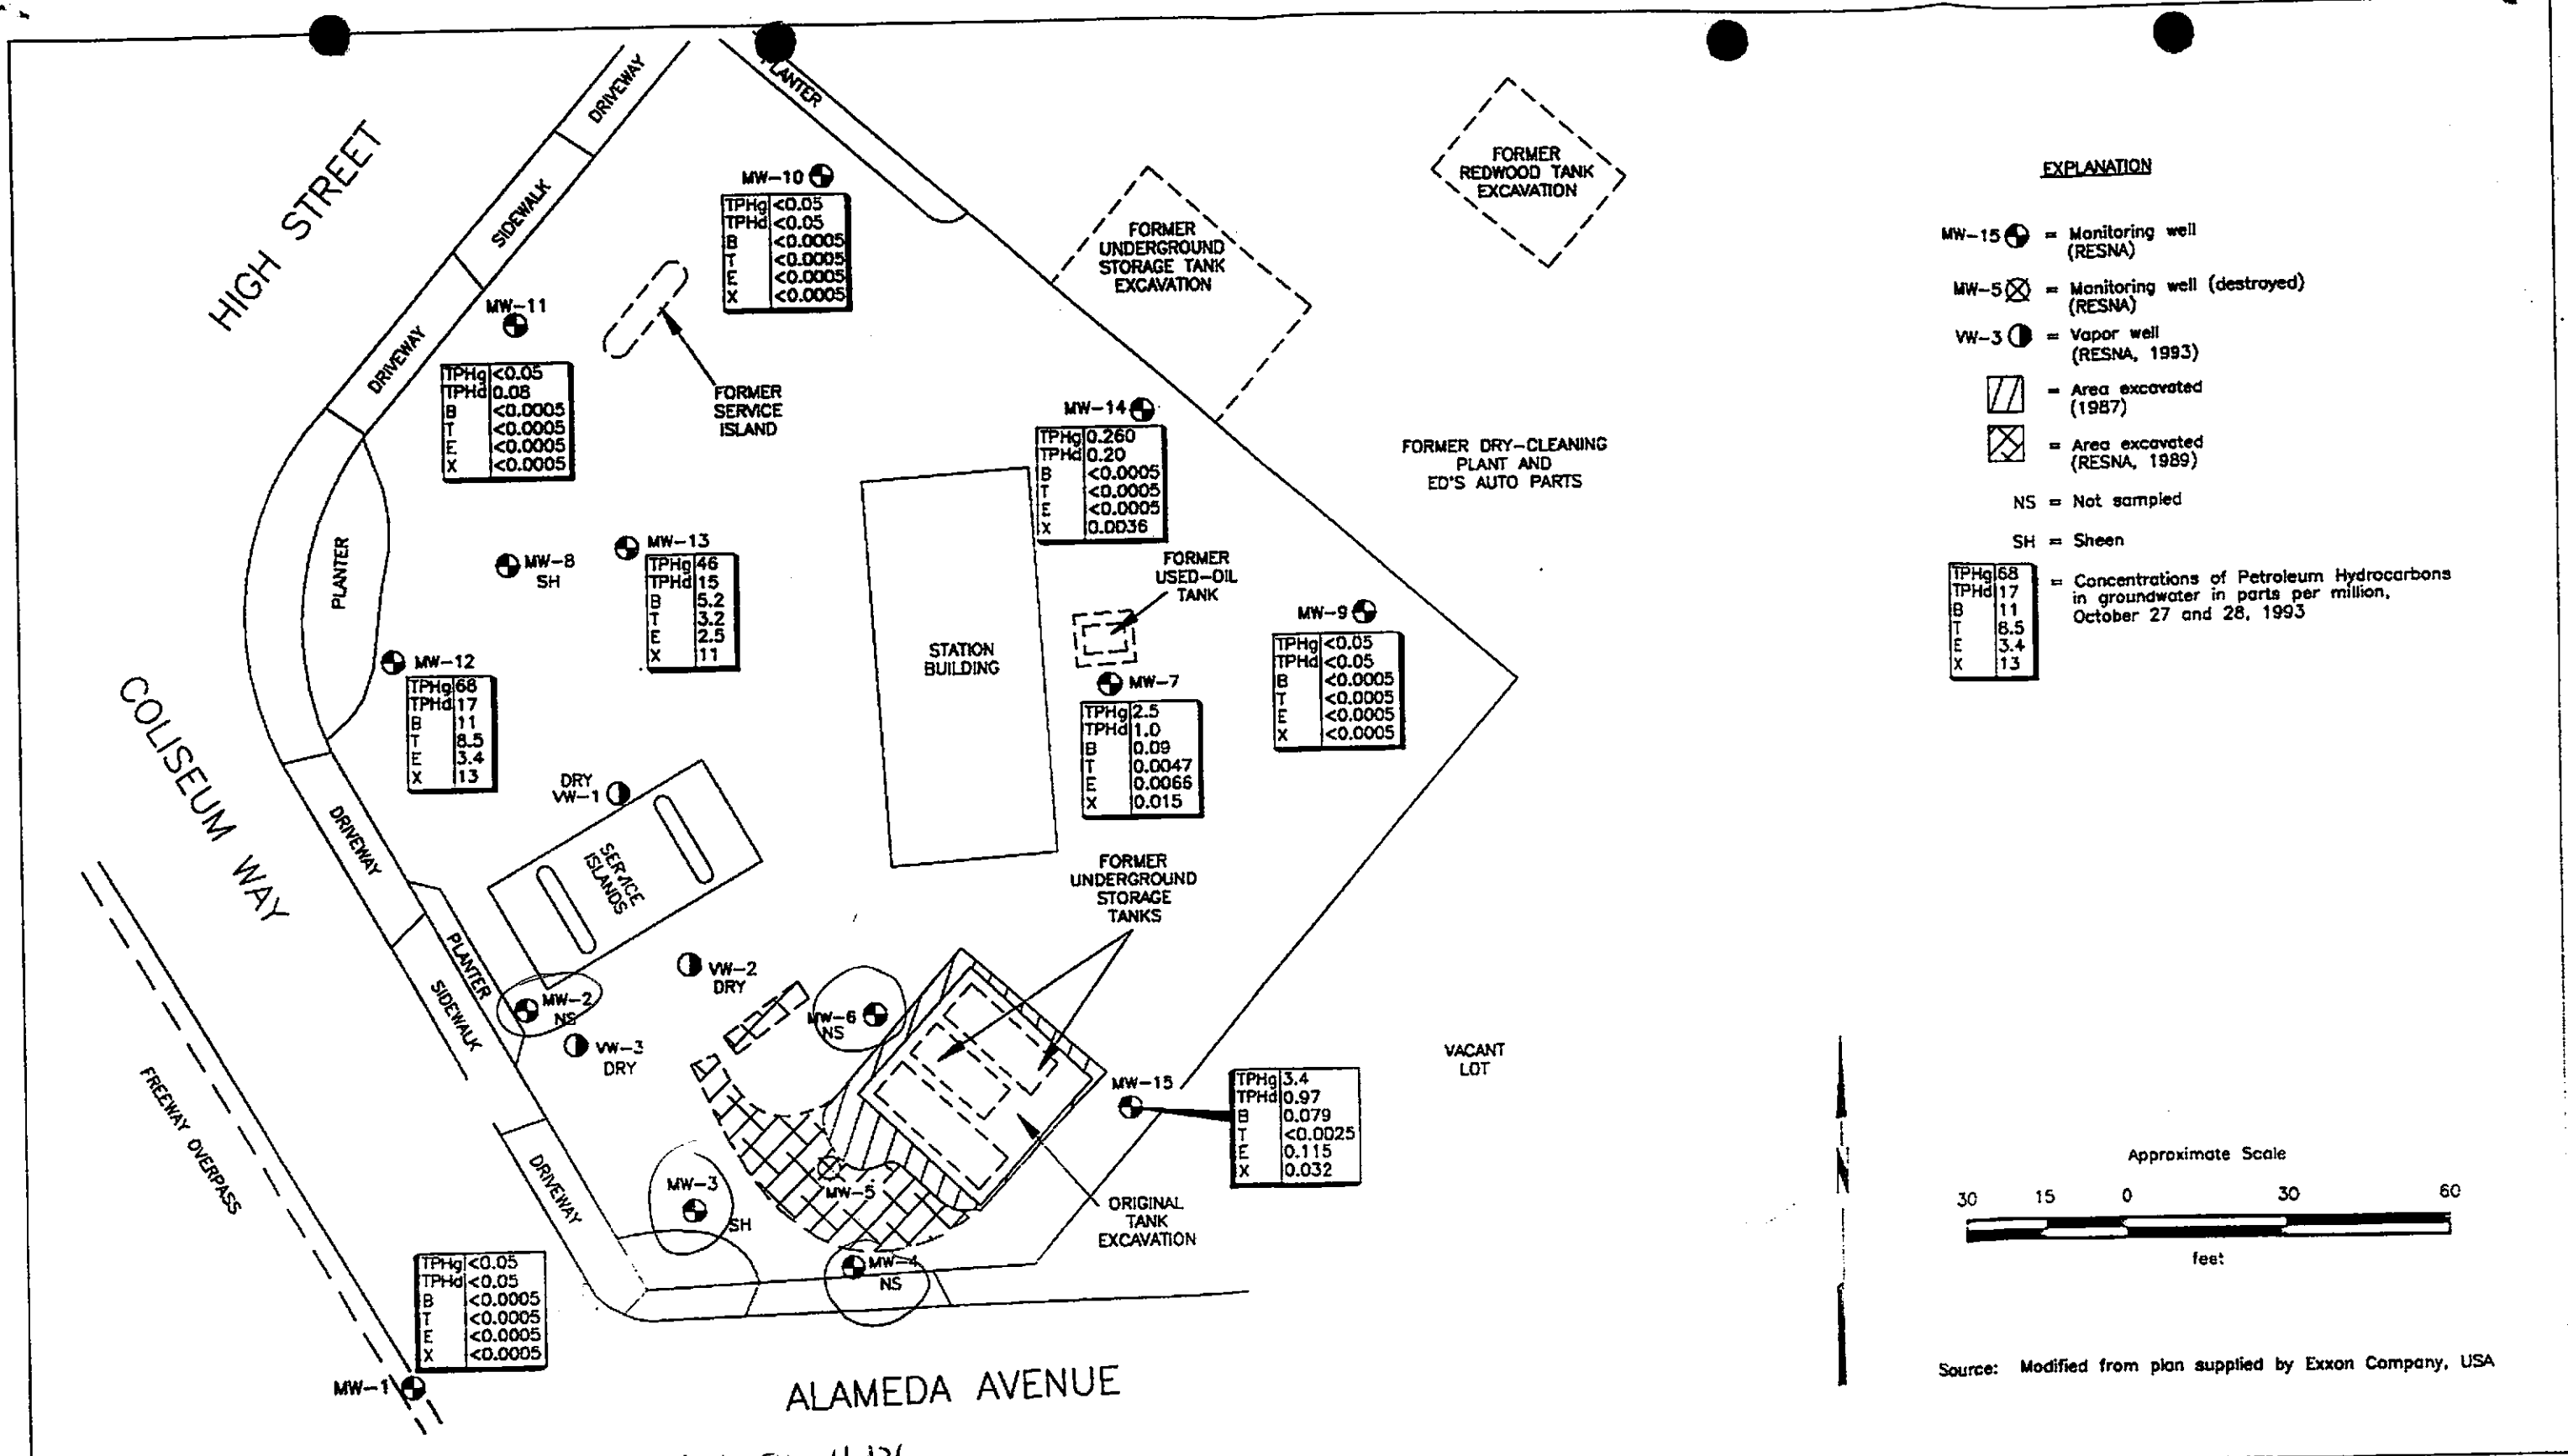 HIGH STREET
DRIVEWAY
SIDEWALK
DRIVEWAY
PLANTER
PLANTER
MW-10
TPHg <0.05
TPHd <0.05
B <0.0005
T <0.0005
E <0.0005
X <0.0005
MW-11
TPHg <0.05
TPHd 0.08
B <0.0005
T <0.0005
E <0.0005
X <0.0005
FORMER
SERVICE
ISLAND
FORMER
UNDERGROUND
STORAGE TANK
EXCAVATION
FORMER
REDWOOD TANK
EXCAVATION
MW-14
TPHg 0.260
TPHd 0.20
B <0.0005
T <0.0005
E <0.0005
X 0.0036
FORMER DRY-CLEANING
PLANT AND
ED'S AUTO PARTS
MW-8
SH
MW-13
TPHg 46
TPHd 15
B 5.2
T 3.2
E 2.5
X 11
FORMER
USED-OIL
TANK
STATION
BUILDING
MW-9
TPHg <0.05
TPHd <0.05
B <0.0005
T <0.0005
E <0.0005
X <0.0005
MW-12
TPHg 68
TPHd 17
B 11
T 8.5
E 3.4
X 13
MW-7
TPHg 2.5
TPHd 1.0
B 0.09
T 0.0047
E 0.0066
X 0.015
COLISEUM WAY
DRY
VW-1
DRIVEWAY
SERVICE
ISLANDS
FORMER
UNDERGROUND
STORAGE
TANKS
PLANTER
SIDEWALK
VW-2
DRY
MW-2
NS
MW-6
NS
VW-3
DRY
FREEWAY OVERPASS
VACANT
LOT
MW-15
TPHg 3.4
TPHd 0.97
B 0.079
T <0.0025
E 0.115
X 0.032
DRIVEWAY
MW-3
SH
MW-5
ORIGINAL
TANK
EXCAVATION
MW-4
NS
TPHg <0.05
TPHd <0.05
B <0.0005
T <0.0005
E <0.0005
X <0.0005
MW-1
ALAMEDA AVENUE
EXPLANATION
MW-15 = Monitoring well
(RESNA)
MW-5 = Monitoring well (destroyed)
(RESNA)
VW-3 = Vapor well
(RESNA, 1993)
= Area excavated
(1987)
= Area excavated
(RESNA, 1989)
NS = Not sampled
SH = Sheen
TPHg 68
TPHd 17
B 11
T 8.5
E 3.4
X 13
= Concentrations of Petroleum Hydrocarbons
in groundwater in parts per million,
October 27 and 28, 1993
Approximate Scale
30 15 0 30 60
feet
Source: Modified from plan supplied by Exxon Company, USA